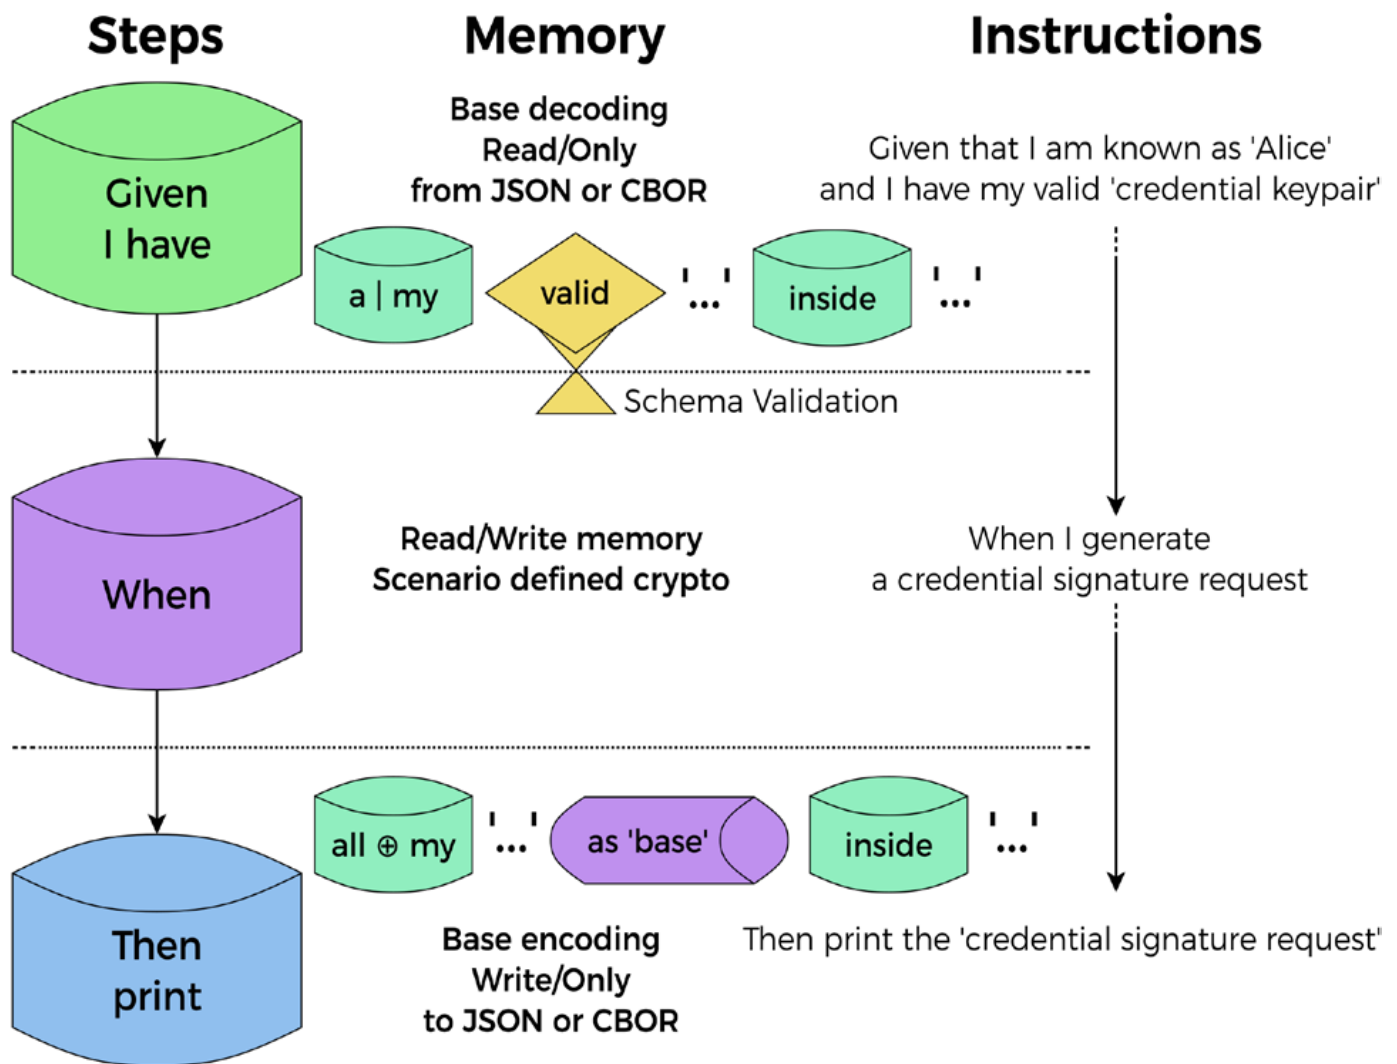 Steps
Memory
Instructions
Base decoding
Read/Only
from JSON or CBOR
Given that I am known as 'Alice'
and I have my valid 'credential keypair'
Given
I have
a | my
valid
'...'
inside
'...'
Schema Validation
When
Read/Write memory
Scenario defined crypto
When I generate
a credential signature request
all ⊕ my
'...'
as 'base'
inside
'...'
Then
print
Base encoding
Write/Only
to JSON or CBOR
Then print the 'credential signature request'